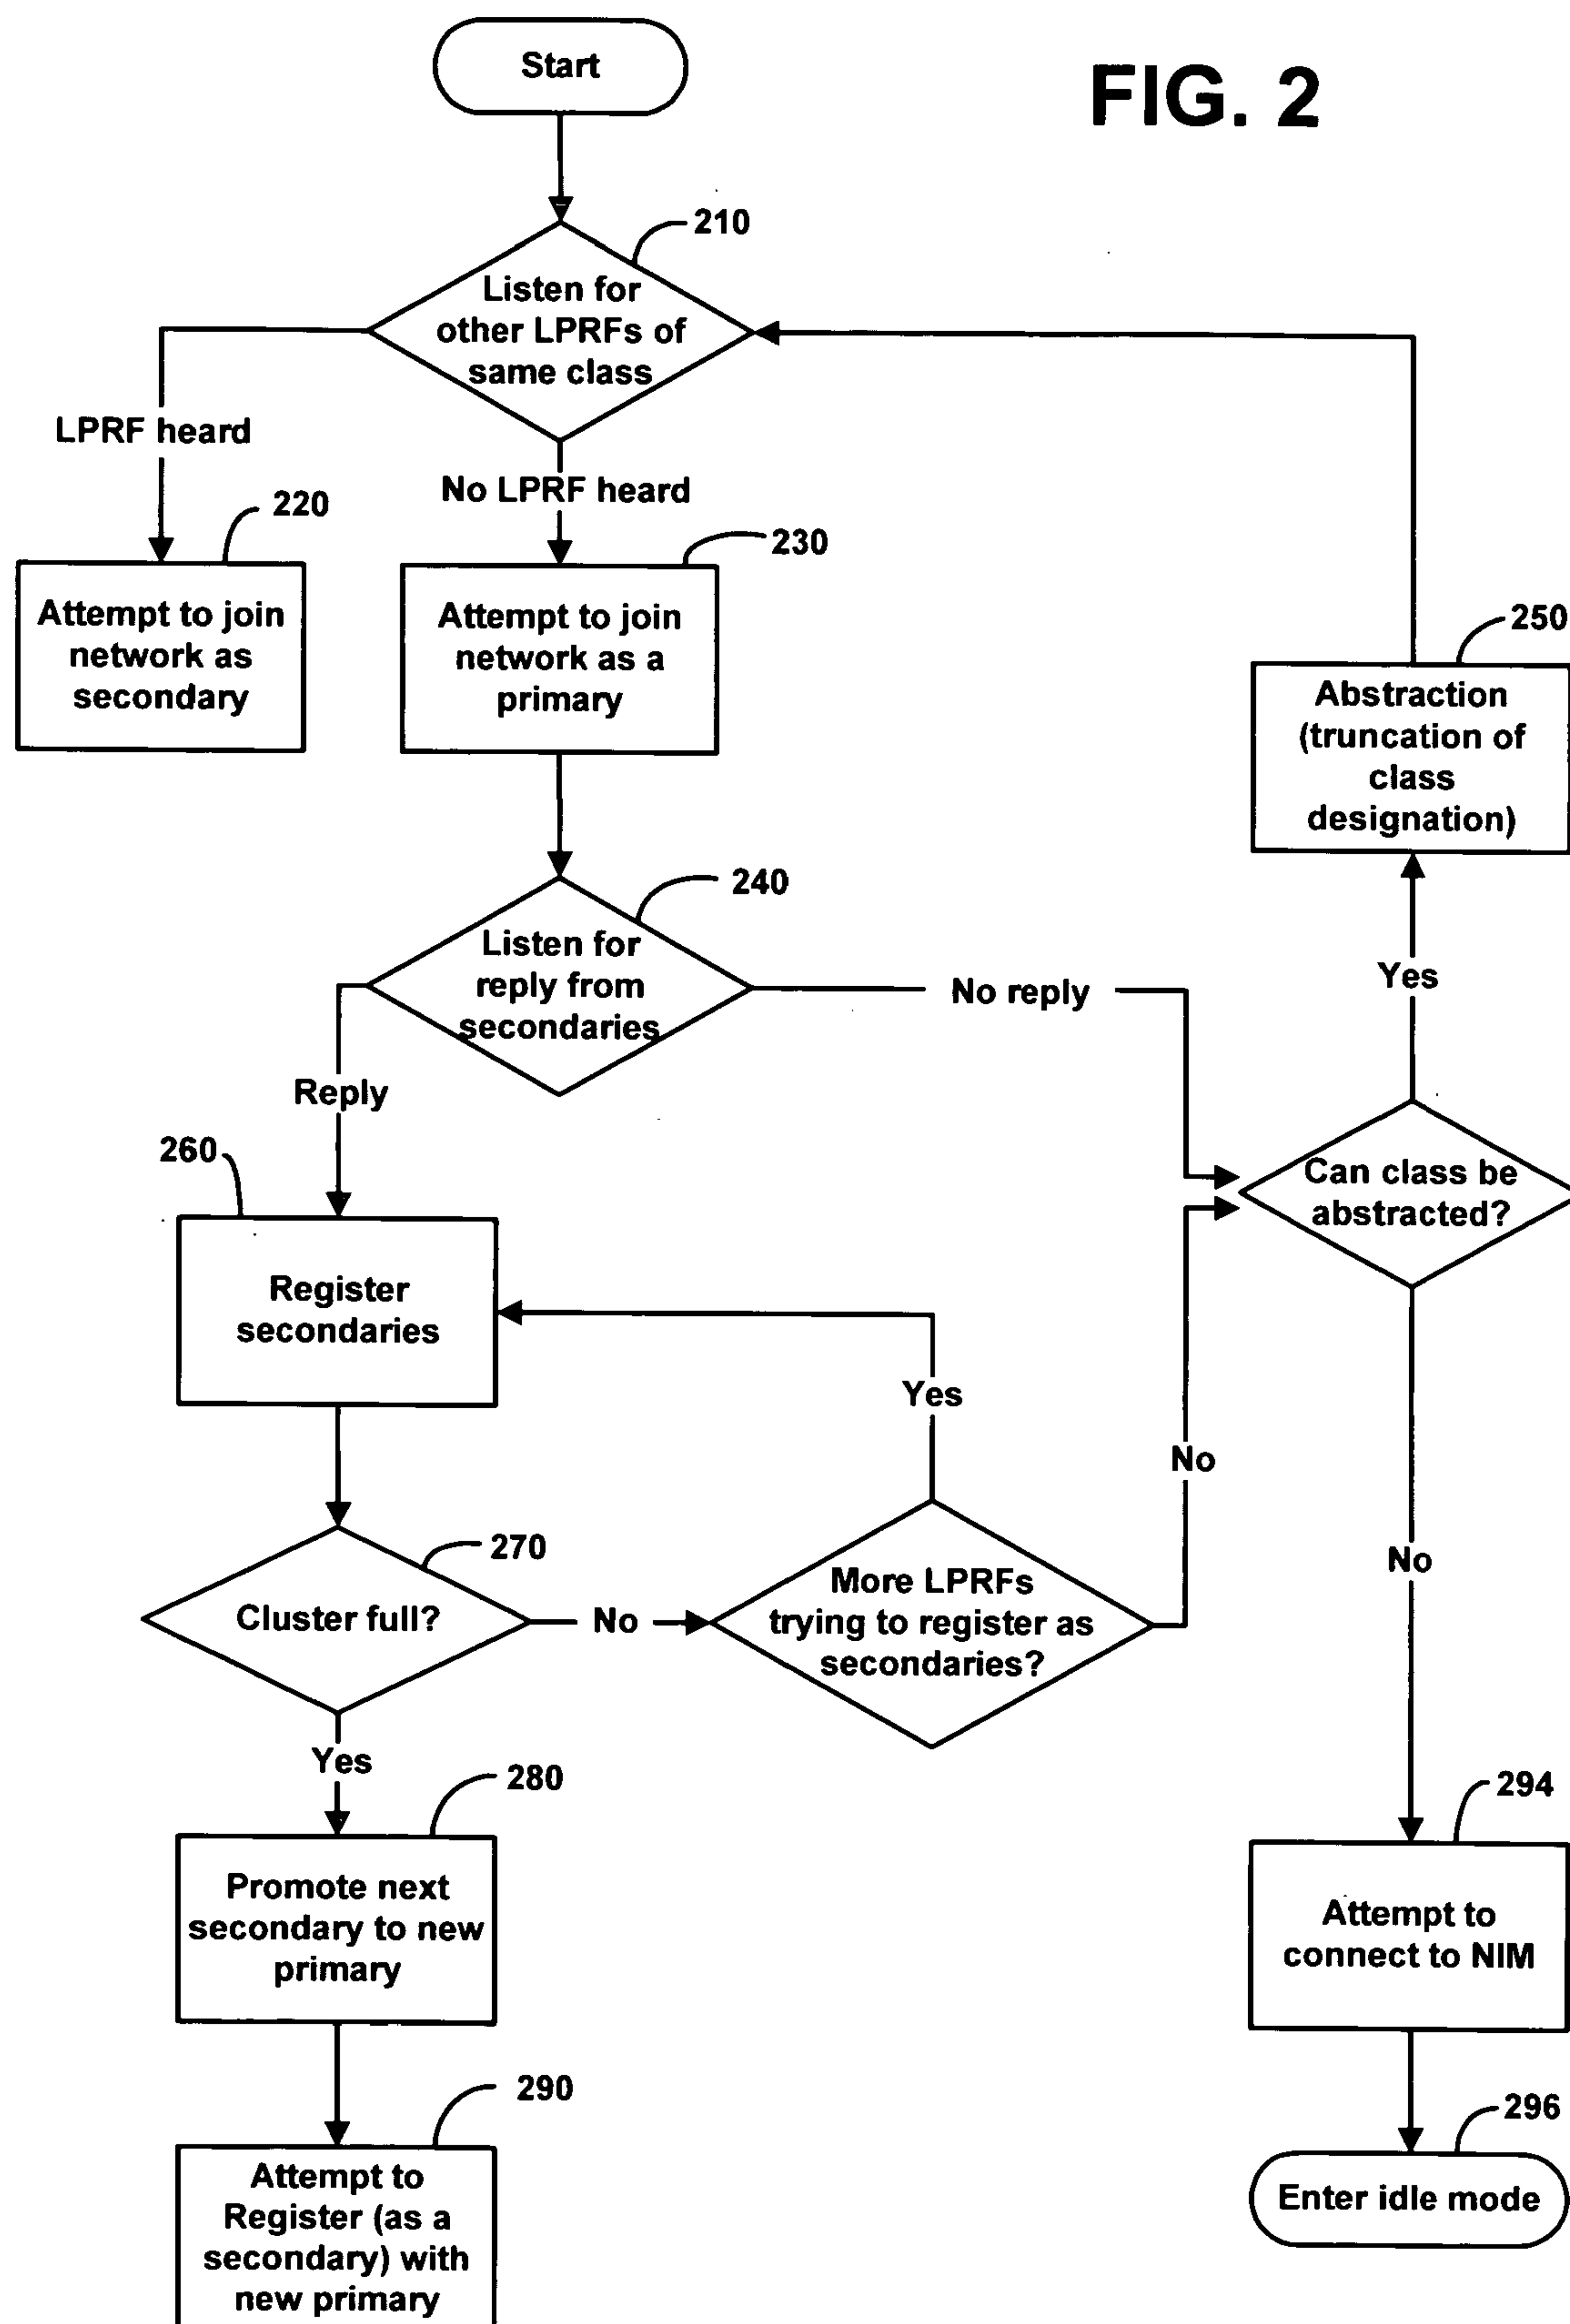 Start
FIG. 2
210
Listen for
other LPRFs of
same class
LPRF heard
No LPRF heard
220
230
Attempt to join
network as
secondary
Attempt to join
network as a
primary
250
Abstraction
(truncation of
class
designation)
240
Listen for
reply from
secondaries
No reply
Yes
Reply
260
Can class be
abstracted?
Register
secondaries
Yes
No
270
Cluster full?
No
More LPRFs
trying to register as
secondaries?
No
Yes
280
294
Promote next
secondary to new
primary
Attempt to
connect to NIM
290
296
Attempt to
Register (as a
secondary) with
new primary
Enter idle mode